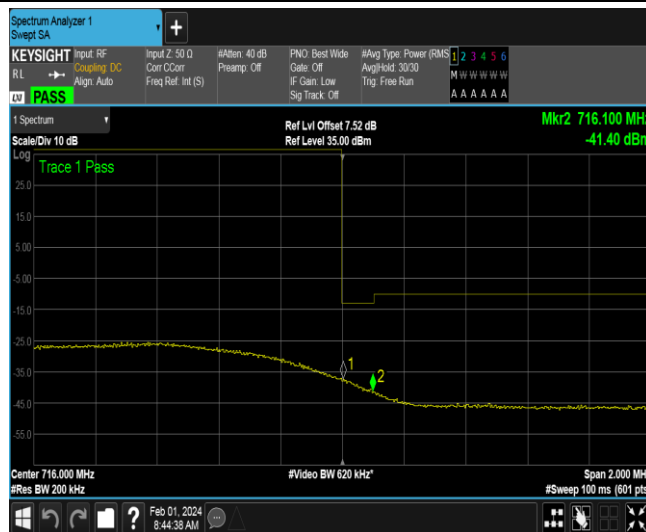 Spectrum Analyzer 1
Swept SA
+
KEYSIGHT
RL
LXI PASS
Input: RF
Coupling: DC
Align: Auto
Input Z: 50 Ω
Corr CCorr
Freq Ref: Int (S)
#Atten: 40 dB
Preamp: Off
PNO: Best Wide
Gate: Off
IF Gain: Low
Sig Track: Off
#Avg Type: Power (RMS
Avg|Hold: 30/30
Trig: Free Run
1 2 3 4 5 6
M W W W W W
A A A A A A
1 Spectrum
Scale/Div 10 dB
Ref Lvl Offset 7.52 dB
Ref Level 35.00 dBm
Mkr2 716.100 MHz
-41.40 dBm
Log
Trace 1 Pass
25.0
15.0
5.00
-5.00
-15.0
-25.0
-35.0
-45.0
-55.0
1
2
Center 716.000 MHz
#Res BW 200 kHz
#Video BW 620 kHz*
Span 2.000 MH
#Sweep 100 ms (601 pts
?
Feb 01, 2024
8:44:38 AM